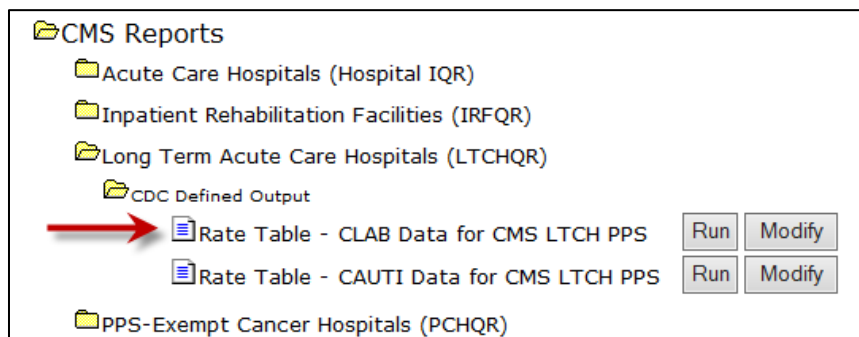 CMS Reports
Acute Care Hospitals (Hospital IQR)
Inpatient Rehabilitation Facilities (IRFQR)
Long Term Acute Care Hospitals (LTCHQR)
CDC Defined Output
Rate Table - CLAB Data for CMS LTCH PPS Run Modify
Rate Table - CAUTI Data for CMS LTCH PPS Run Modify
PPS-Exempt Cancer Hospitals (PCHQR)